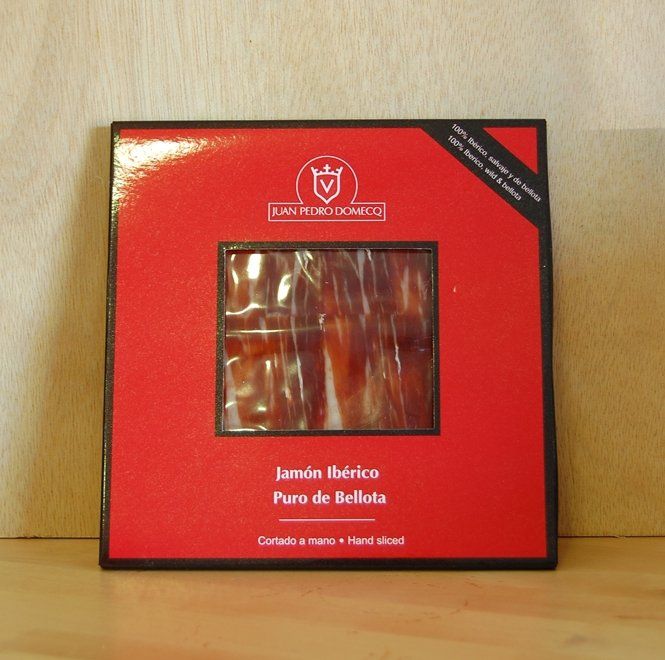 100% Ibérico, salvaje y de bellota
100% Iberico, wild & bellota
V
JUAN PEDRO DOMECQ
Jamón Ibérico
Puro de Bellota
Cortado a mano • Hand sliced